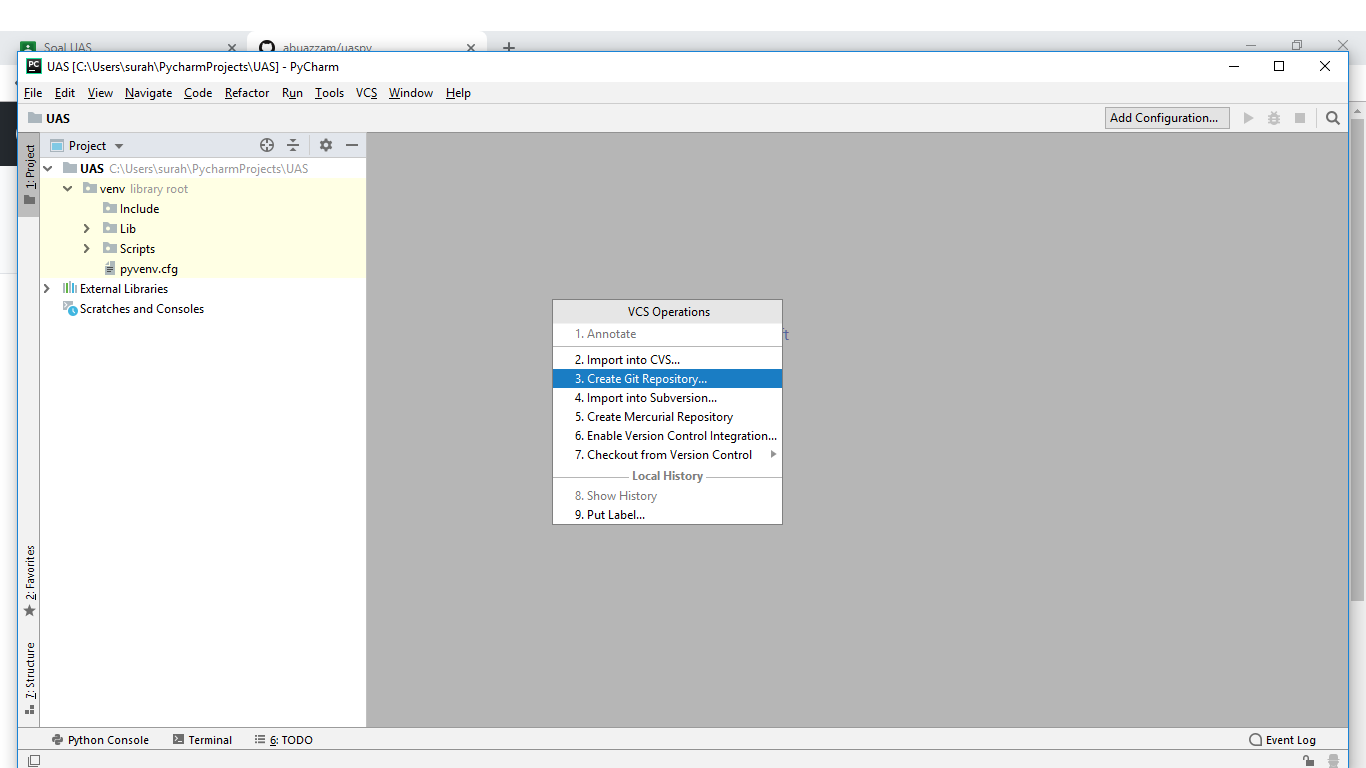 Soal UAS
abuazzam/uaspy
UAS [C:\Users\surah\PycharmProjects\UAS] - PyCharm
File Edit View Navigate Code Refactor Run Tools VCS Window Help
UAS
Add Configuration...
1: Project
Project
UAS C:\Users\surah\PycharmProjects\UAS
venv library root
Include
Lib
Scripts
pyvenv.cfg
External Libraries
Scratches and Consoles
VCS Operations
1. Annotate
2. Import into CVS...
3. Create Git Repository...
4. Import into Subversion...
5. Create Mercurial Repository
6. Enable Version Control Integration...
7. Checkout from Version Control
Local History
8. Show History
9. Put Label...
2: Favorites
7: Structure
Python Console
Terminal
6: TODO
Event Log